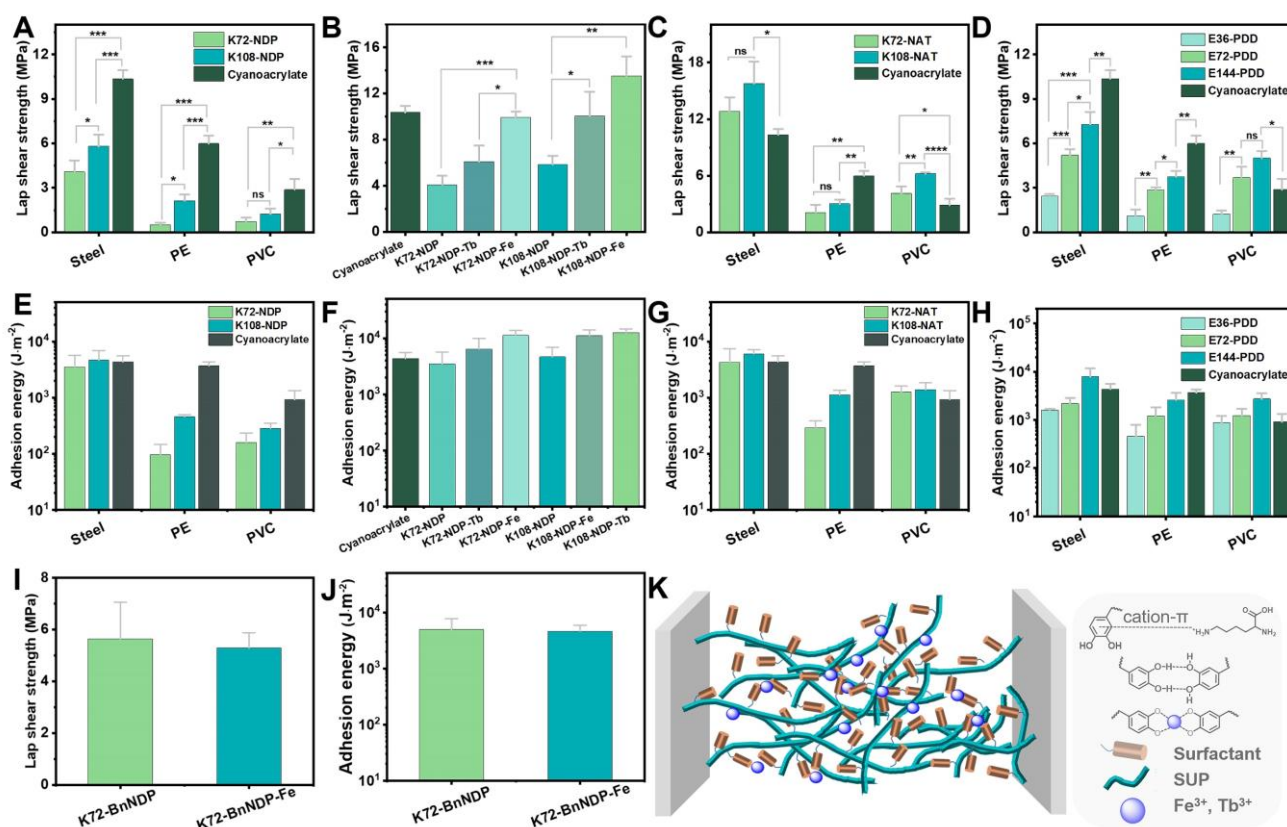 A
Lap shear strength (MPa)
12
9
6
3
0
K72-NDP
K108-NDP
Cyanoacrylate
***
***
*
***
***
*
**
*
ns
Steel
PE
PVC
B
Lap shear strength (MPa)
16
12
8
4
0
***
*
**
*
Cyanoacrylate
K72-NDP
K72-NDP-Tb
K72-NDP-Fe
K108-NDP
K108-NDP-Tb
K108-NDP-Fe
C
Lap shear strength (MPa)
18
12
6
0
K72-NAT
K108-NAT
Cyanoacrylate
ns
*
**
**
ns
*
**
****
Steel
PE
PVC
D
Lap shear strength (MPa)
12
9
6
3
0
E36-PDD
E72-PDD
E144-PDD
Cyanoacrylate
***
**
*
***
**
*
**
ns
*
**
Steel
PE
PVC
E
Adhesion energy (J·m⁻²)
10⁴
10³
10²
10¹
K72-NDP
K108-NDP
Cyanoacrylate
Steel
PE
PVC
F
Adhesion energy (J·m⁻²)
10⁴
10³
10²
10¹
Cyanoacrylate
K72-NDP
K72-NDP-Tb
K72-NDP-Fe
K108-NDP
K108-NDP-Fe
K108-NDP-Tb
G
Adhesion energy (J·m⁻²)
10⁴
10³
10²
10¹
K72-NAT
K108-NAT
Cyanoacrylate
Steel
PE
PVC
H
Adhesion energy (J·m⁻²)
10⁵
10⁴
10³
10²
10¹
E36-PDD
E72-PDD
E144-PDD
Cyanoacrylate
Steel
PE
PVC
I
Lap shear strength (MPa)
8
6
4
2
0
K72-BnNDP
K72-BnNDP-Fe
J
Adhesion energy (J·m⁻²)
10⁴
10³
10²
10¹
K72-BnNDP
K72-BnNDP-Fe
K
cation-π
HO OH
H₂N
O
OH
NH₂
O-H
O-H
H
O
O
H
O
O
O
O
Surfactant
SUP
Fe³⁺, Tb³⁺